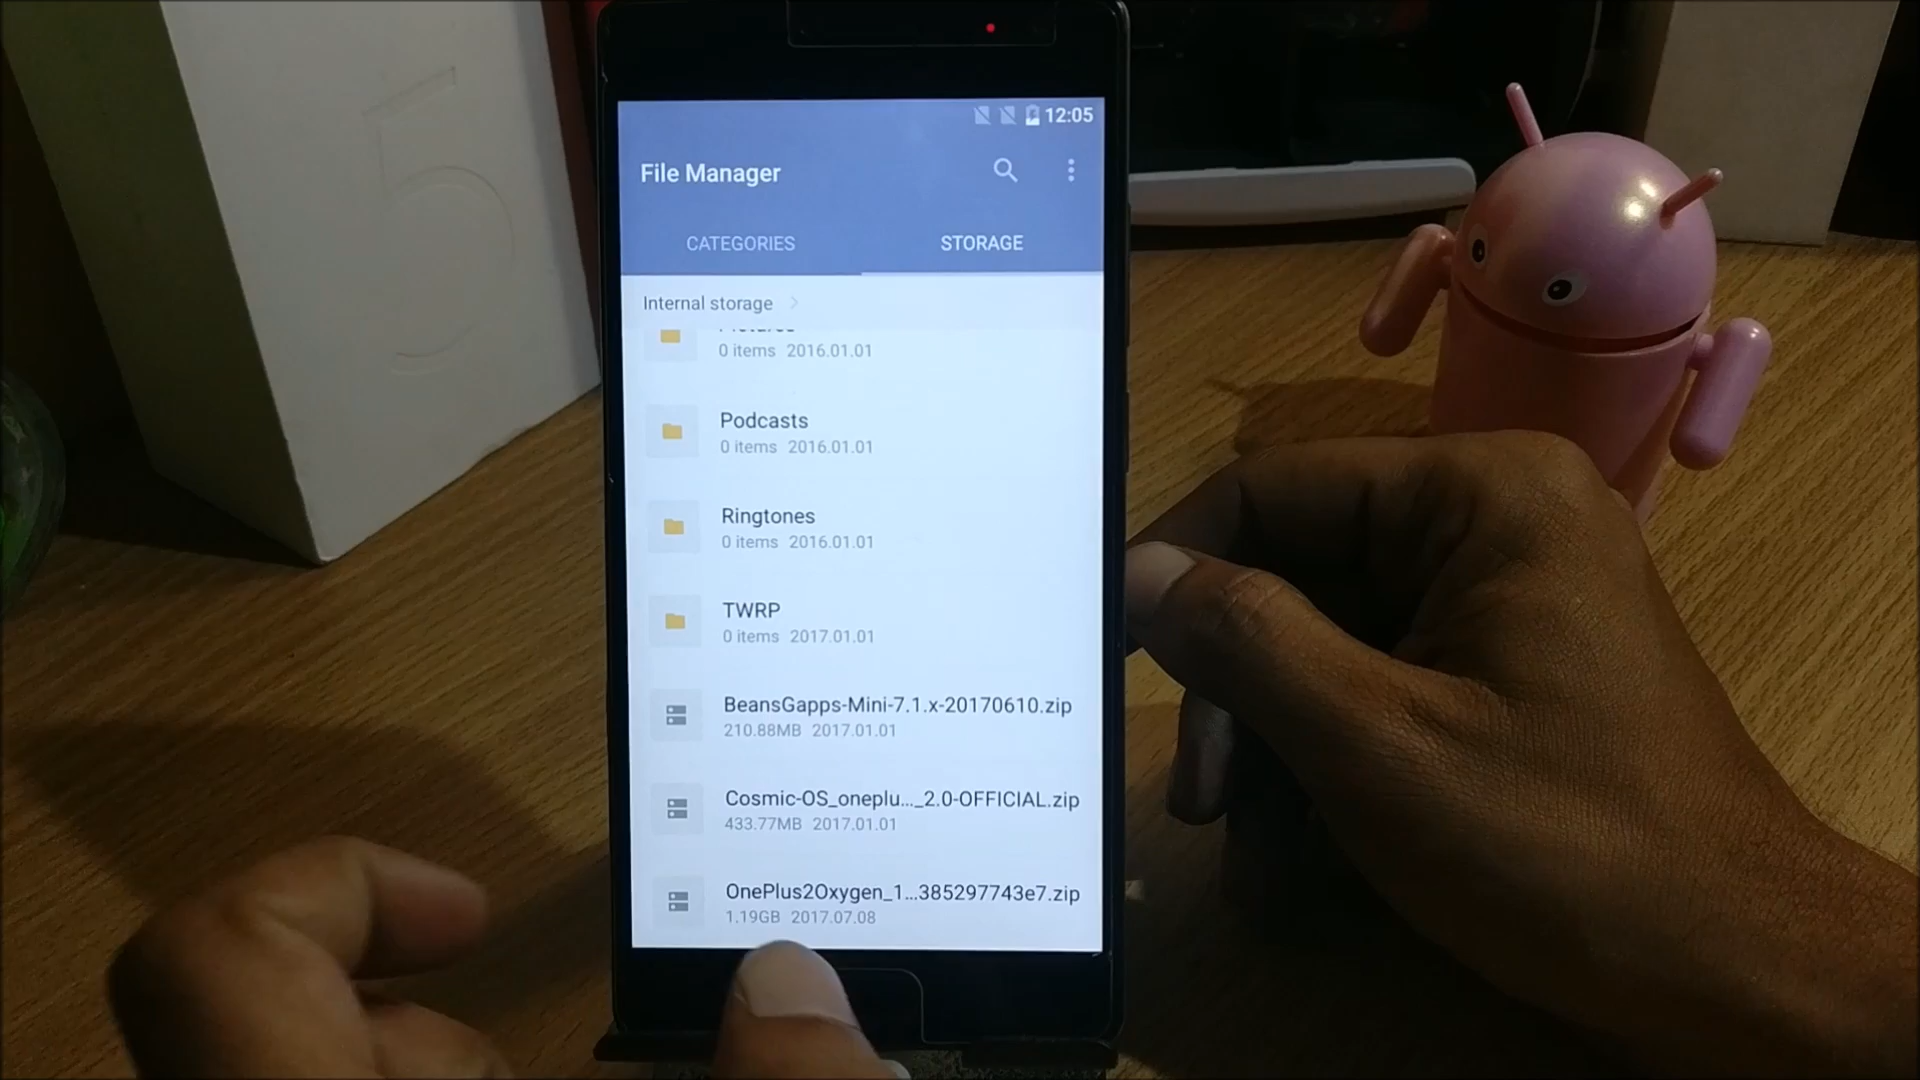 12:05
File Manager
CATEGORIES
STORAGE
Internal storage
0 items 2016.01.01
Podcasts
0 items 2016.01.01
Ringtones
0 items 2016.01.01
TWRP
0 items 2017.01.01
BeansGapps-Mini-7.1.x-20170610.zip
210.88MB 2017.01.01
Cosmic-OS_oneplu..._2.0-OFFICIAL.zip
433.77MB 2017.01.01
OnePlus2Oxygen_1...385297743e7.zip
1.19GB 2017.07.08
5